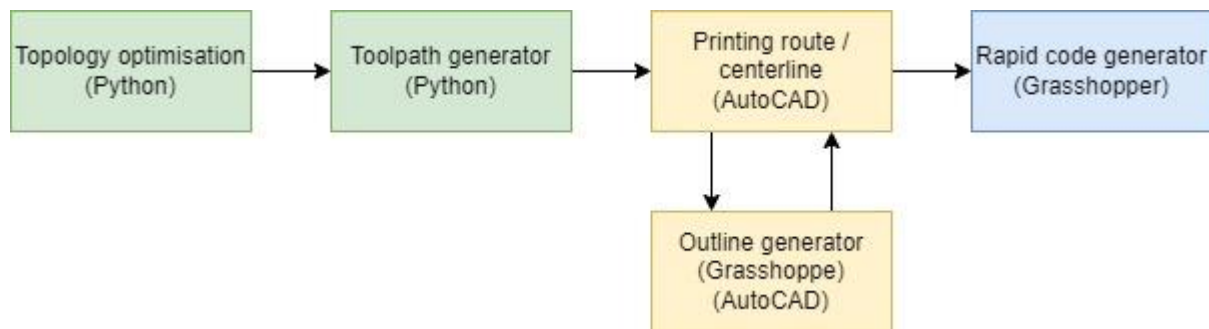 Topology optimisation
(Python)
Toolpath generator
(Python)
Printing route /
centerline
(AutoCAD)
Rapid code generator
(Grasshopper)
Outline generator
(Grasshoppe)
(AutoCAD)